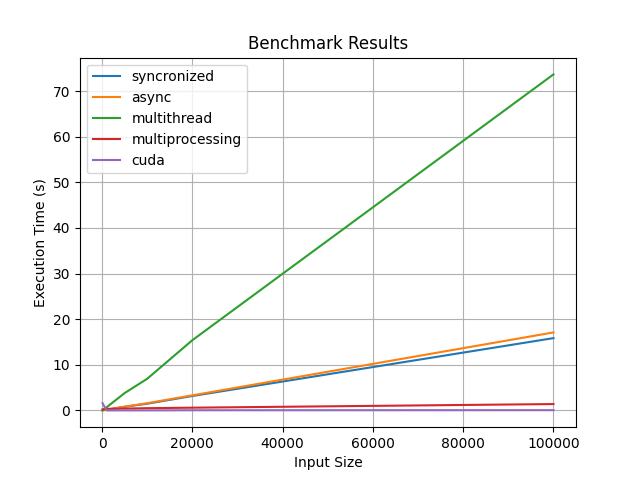 Benchmark Results
syncronized
async
multithread
multiprocessing
cuda
Execution Time (s)
70
60
50
40
30
20
10
0
0 20000 40000 60000 80000 100000
Input Size